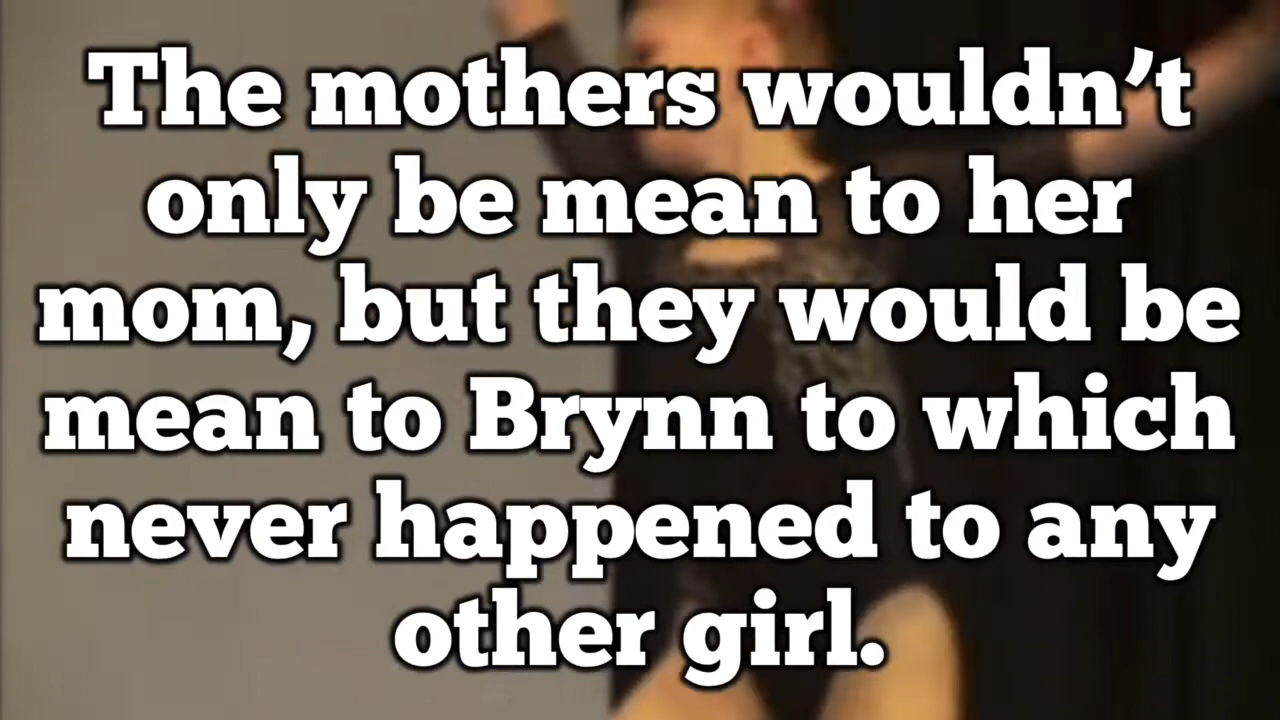 The mothers wouldn’t
only be mean to her
mom, but they would be
mean to Brynn to which
never happened to any
other girl.